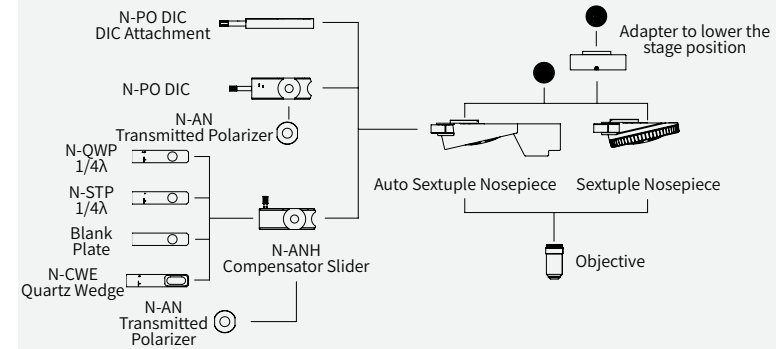 N-PO DIC
DIC Attachment
N-PO DIC
N-AN
Transmitted Polarizer
N-QWP
1/4λ
N-STP
1/4λ
Blank
Plate
N-CWE
Quartz Wedge
N-AN
Transmitted
Polarizer
N-ANH
Compensator Slider
Adapter to lower the
stage position
Auto Sextuple Nosepiece
Sextuple Nosepiece
Objective